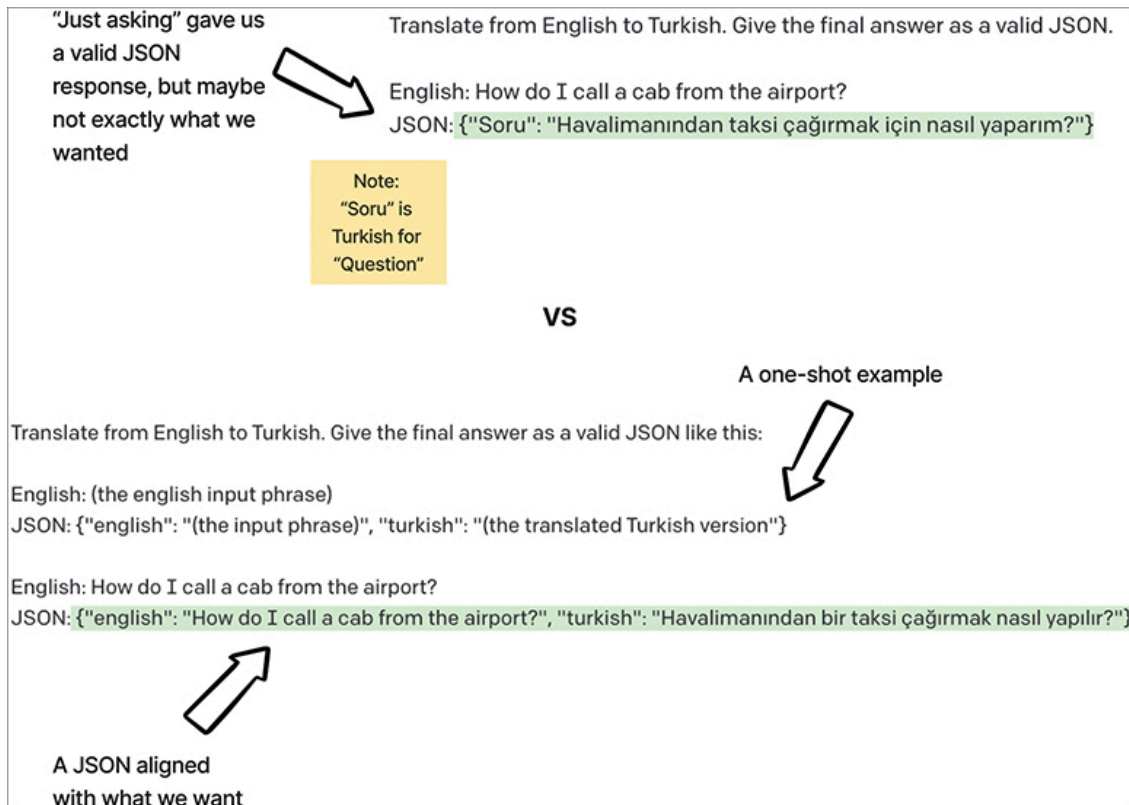 “Just asking” gave us
a valid JSON
response, but maybe
not exactly what we
wanted
Translate from English to Turkish. Give the final answer as a valid JSON.
English: How do I call a cab from the airport?
JSON: {"Soru": "Havalimanından taksi çağırmak için nasıl yaparım?"}
Note:
“Soru” is
Turkish for
“Question”
VS
A one-shot example
Translate from English to Turkish. Give the final answer as a valid JSON like this:
English: (the english input phrase)
JSON: {"english": "(the input phrase)", "turkish": "(the translated Turkish version"}
English: How do I call a cab from the airport?
JSON: {"english": "How do I call a cab from the airport?", "turkish": "Havalimanından bir taksi çağırmak nasıl yapılır?"}
A JSON aligned
with what we want